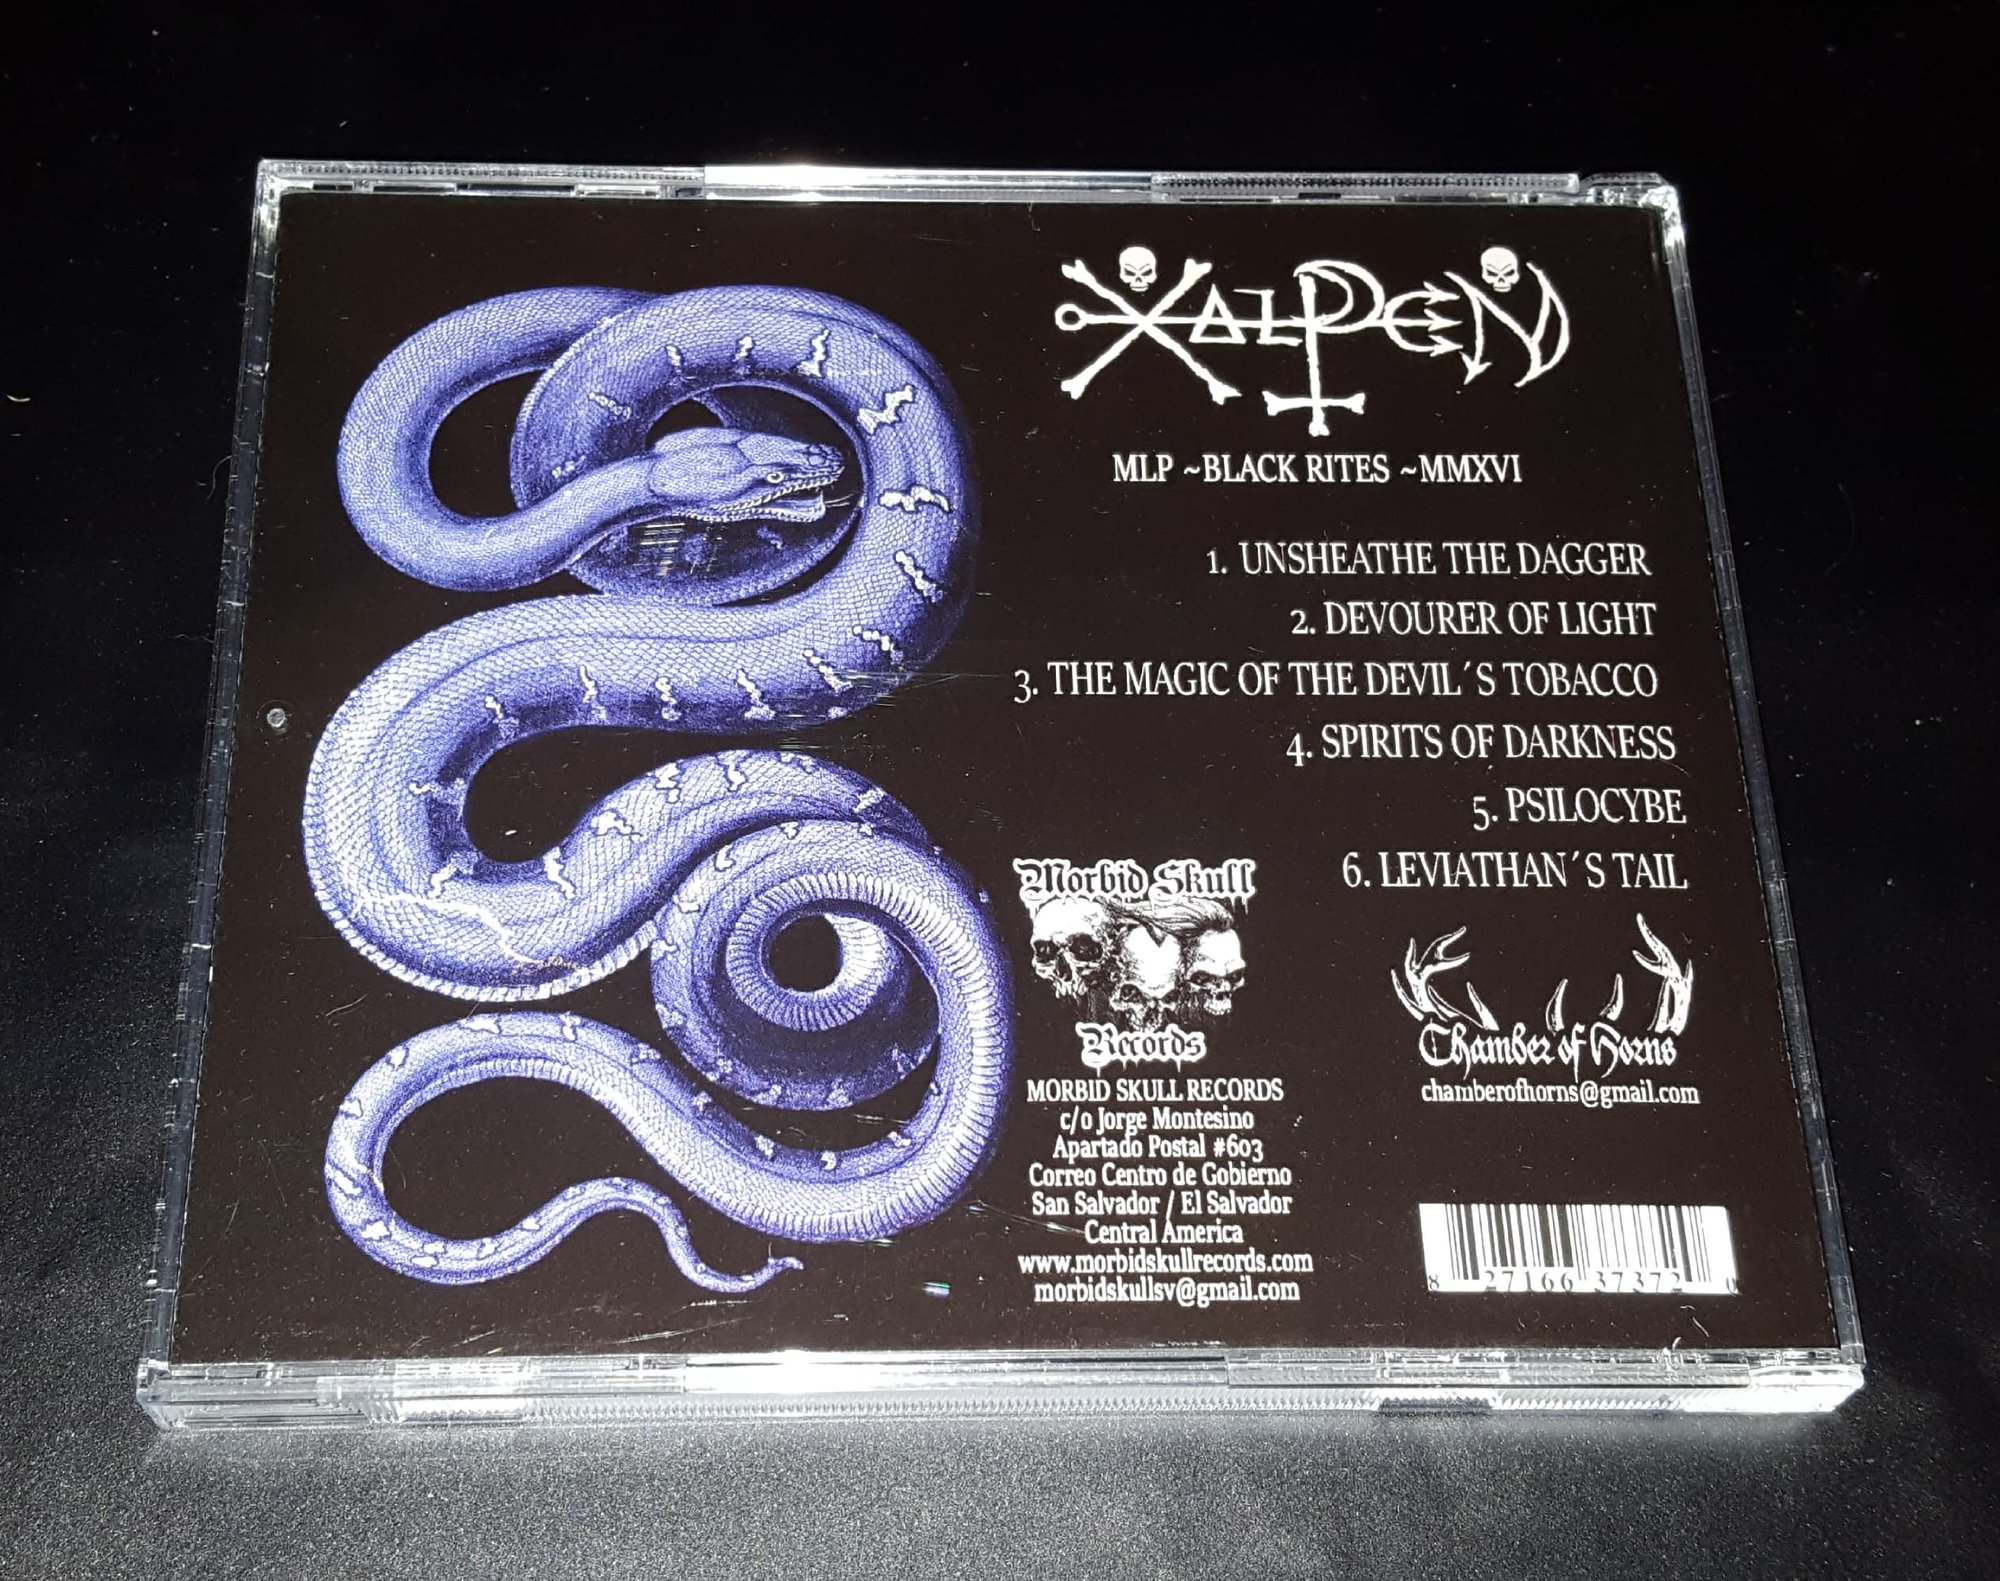 XALPEN
MLP ~BLACK RITES ~MMXVI
1. UNSHEATHE THE DAGGER
2. DEVOURER OF LIGHT
3. THE MAGIC OF THE DEVIL´S TOBACCO
4. SPIRITS OF DARKNESS
5. PSILOCYBE
6. LEVIATHAN´S TAIL
Morbid Skull
Records
MORBID SKULL RECORDS
c/o Jorge Montesino
Apartado Postal #603
Correo Centro de Gobierno
San Salvador / El Salvador
Central America
www.morbidskullrecords.com
morbidskullsv@gmail.com
Chamber of Horns
chamberofhorns@gmail.com
8 27166 37372 0